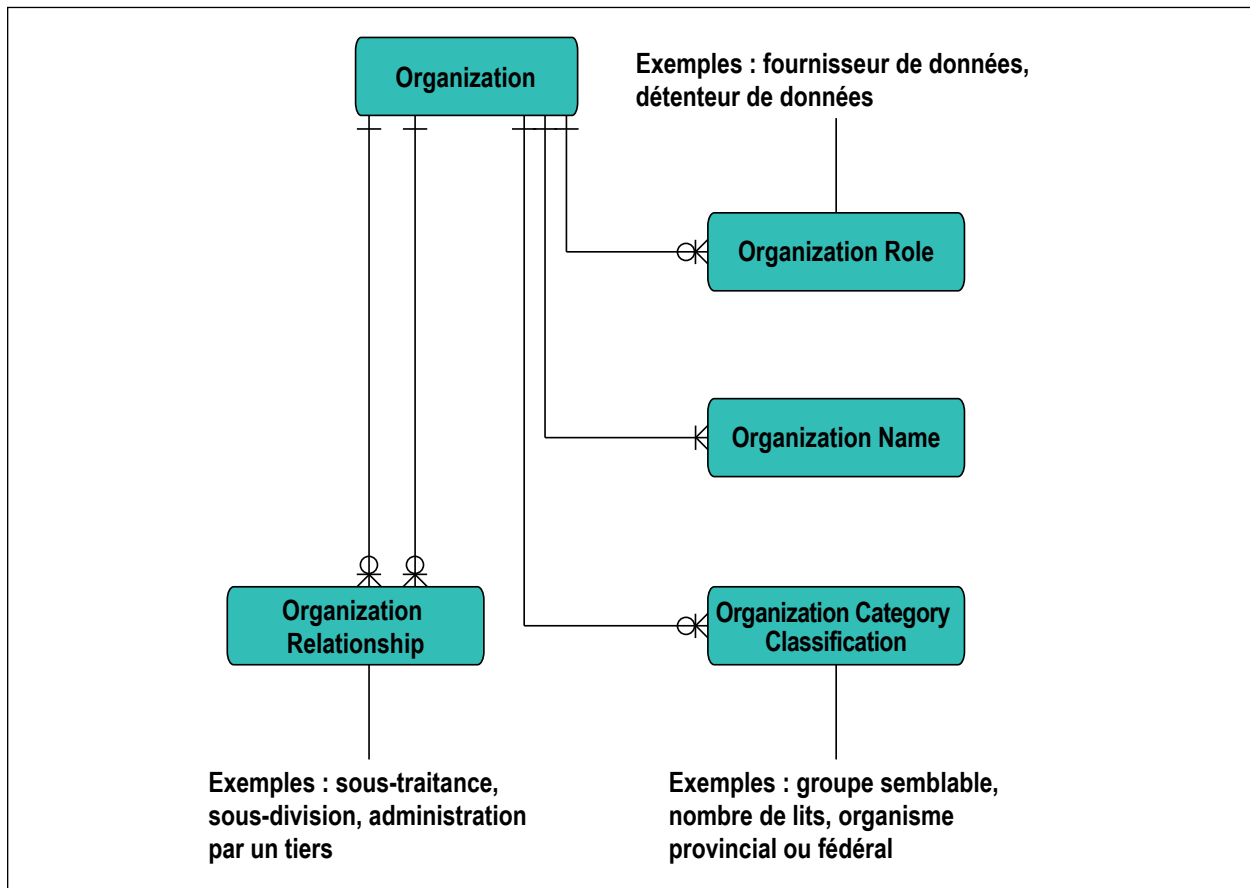 Organization
Exemples : fournisseur de données,
détenteur de données
Organization Role
Organization Name
Organization
Relationship
Organization Category
Classification
Exemples : sous-traitance,
sous-division, administration
par un tiers
Exemples : groupe semblable,
nombre de lits, organisme
provincial ou fédéral